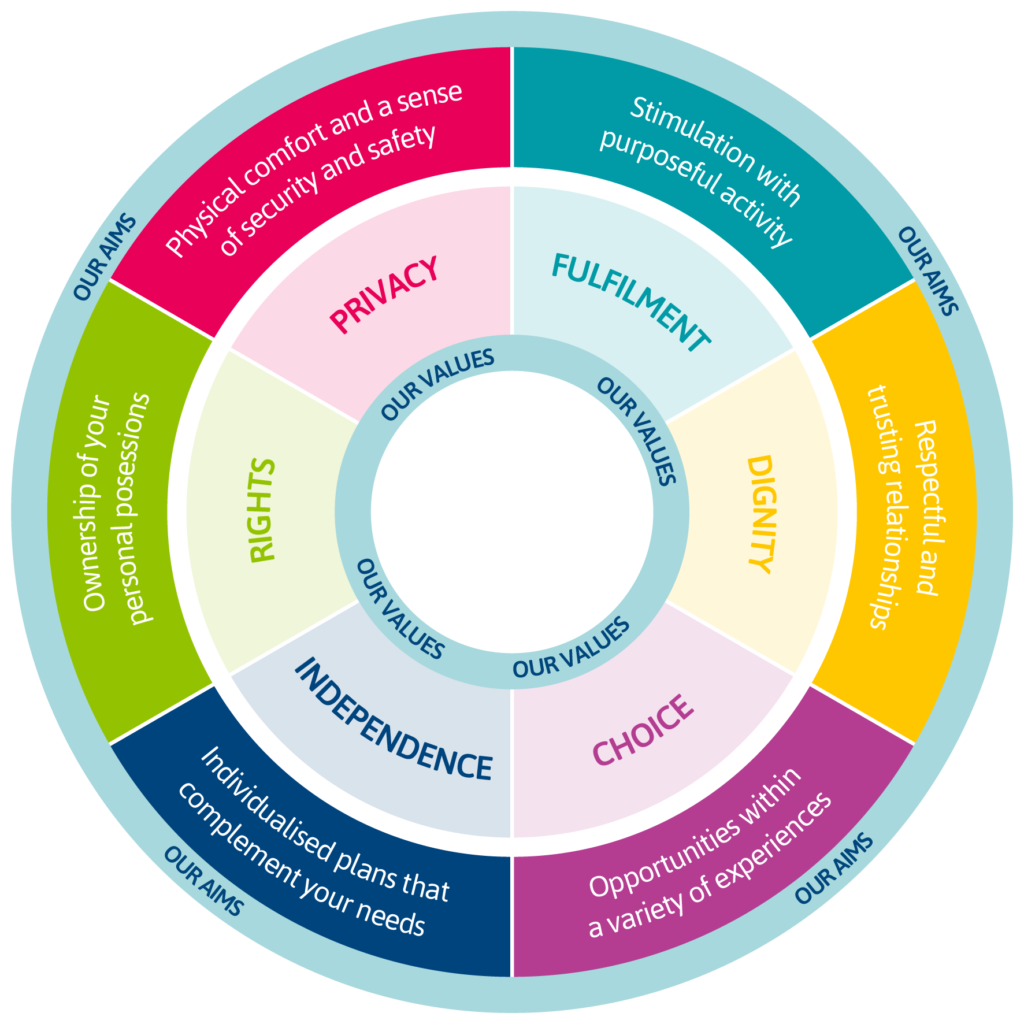 OUR AIMS
Physical comfort and a sense
of security and safety
Stimulation with
purposeful activity
OUR AIMS
PRIVACY
FULFILMENT
OUR VALUES
OUR VALUES
Ownership of your
personal posessions
RIGHTS
DIGNITY
Respectful and
trusting relationships
OUR VALUES
OUR VALUES
INDEPENDENCE
CHOICE
Individualised plans that
complement your needs
Opportunities within
a variety of experiences
OUR AIMS
OUR AIMS